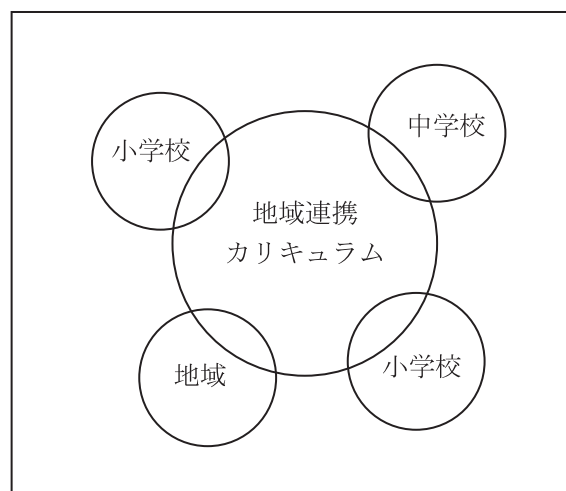 中学校
小学校
地域連携
カリキュラム
小学校
地域